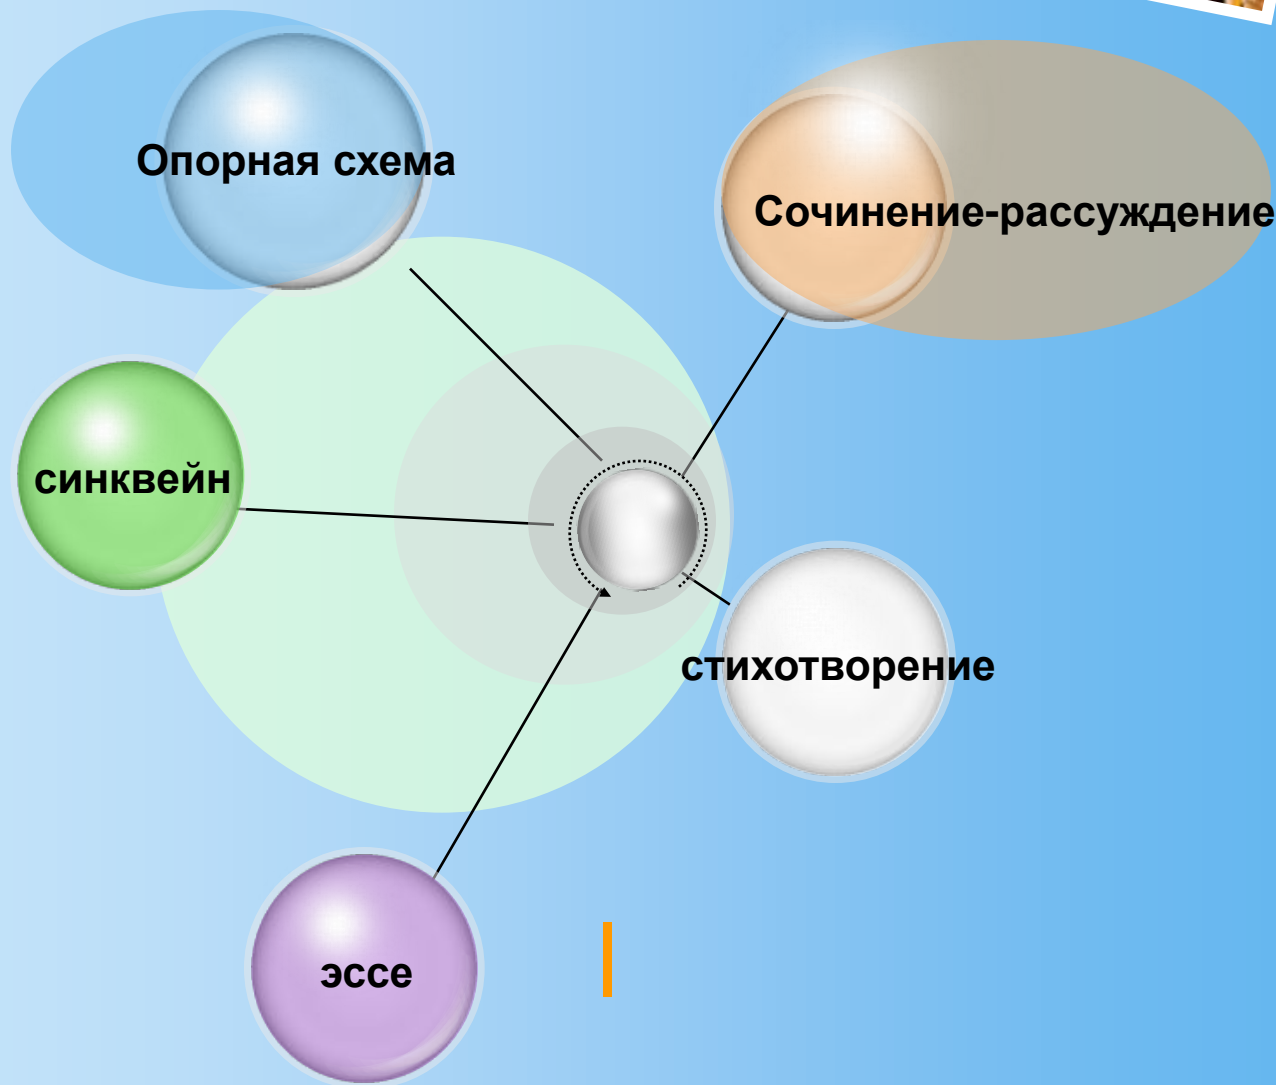 Опорная схема
Сочинение-рассуждение
синквейн
стихотворение
эссе